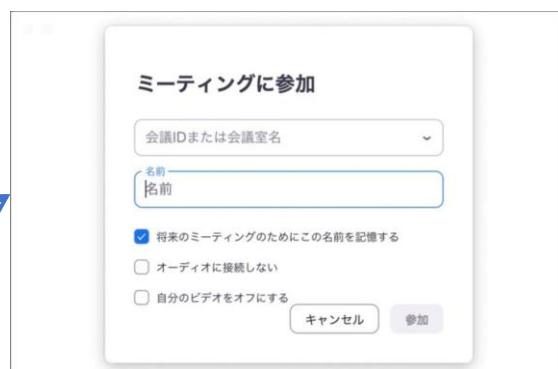 ミーティングに参加
会議IDまたは会議室名
名前
名前
将来のミーティングのためにこの名前を記憶する
オーディオに接続しない
自分のビデオをオフにする
キャンセル
参加